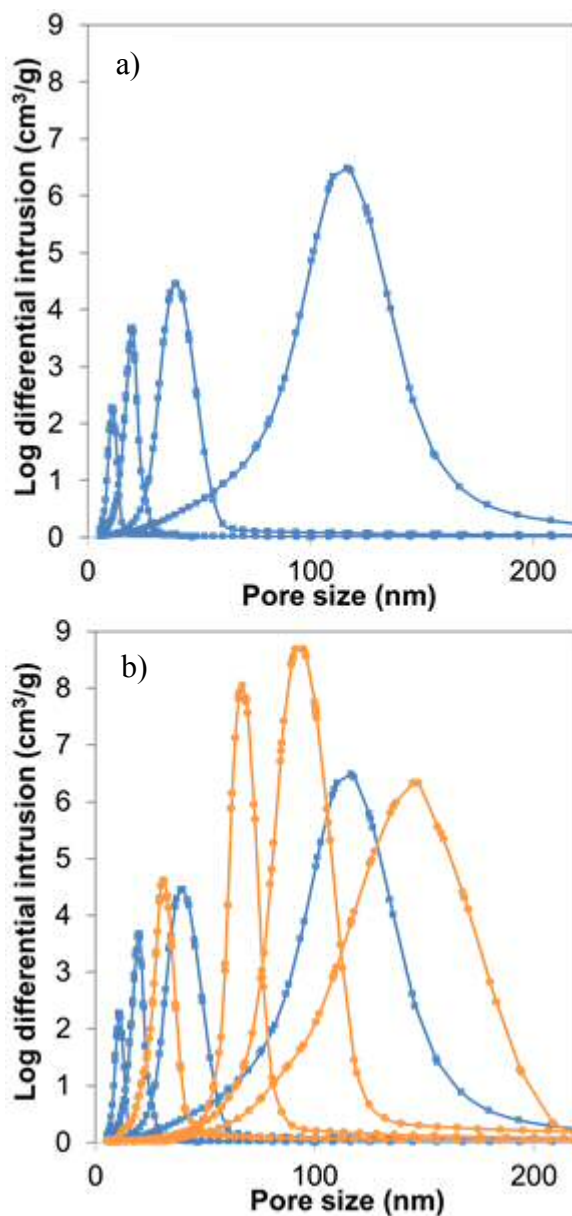 a)
Log differential intrusion (cm³/g)
9
8
7
6
5
4
3
2
1
0
0 100 200
Pore size (nm)
b)
Log differential intrusion (cm³/g)
9
8
7
6
5
4
3
2
1
0
0 100 200
Pore size (nm)